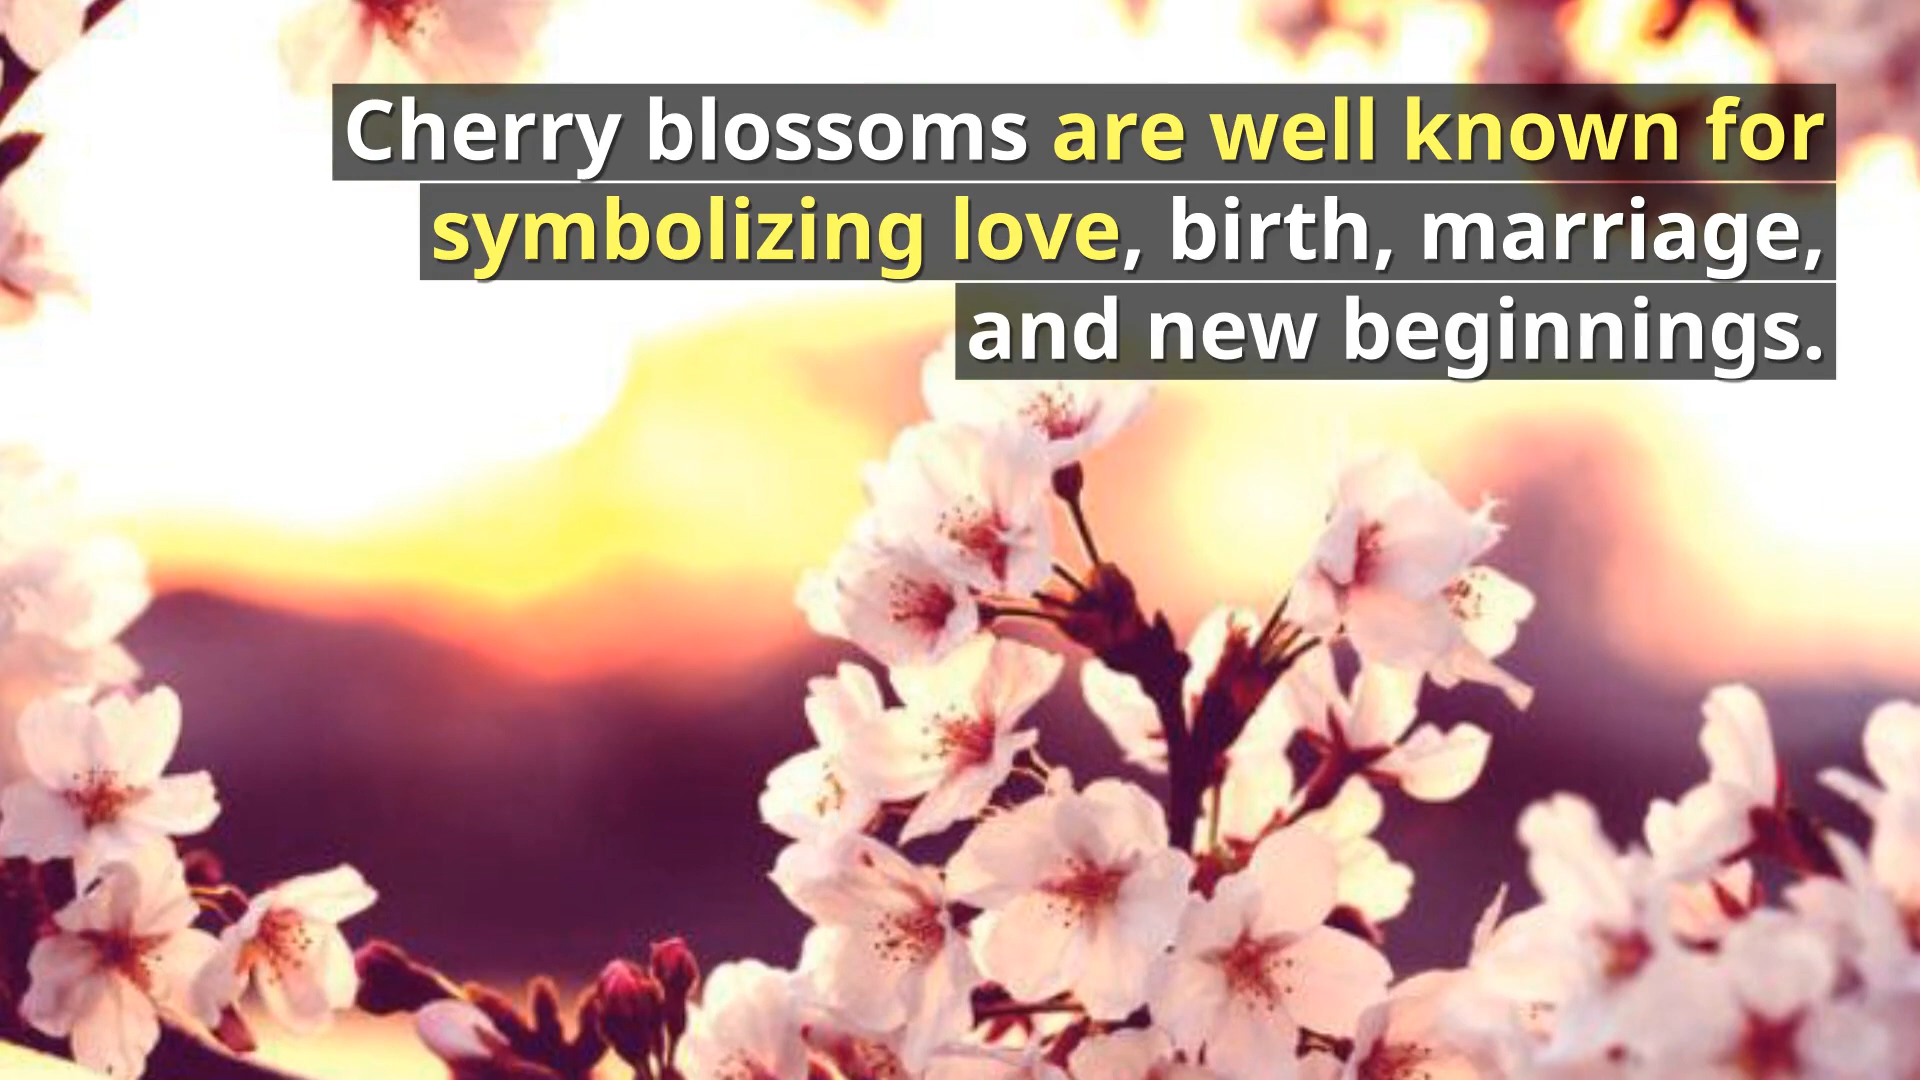 Cherry blossoms are well known for
symbolizing love, birth, marriage,
and new beginnings.